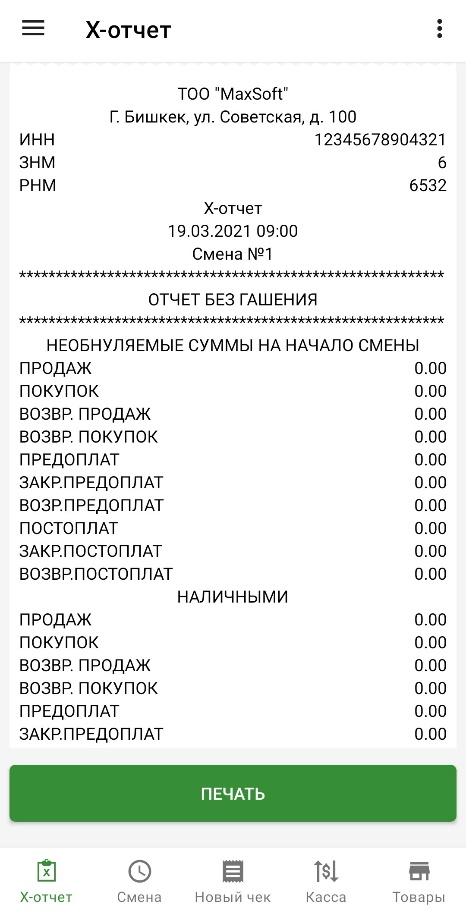 X-отчет
ТОО "MaxSoft"
Г. Бишкек, ул. Советская, д. 100
ИНН 12345678904321
ЗНМ 6
РНМ 6532
X-отчет
19.03.2021 09:00
Смена №1
**********************************************************
ОТЧЕТ БЕЗ ГАШЕНИЯ
**********************************************************
НЕОБНУЛЯЕМЫЕ СУММЫ НА НАЧАЛО СМЕНЫ
ПРОДАЖ 0.00
ПОКУПОК 0.00
ВОЗВР. ПРОДАЖ 0.00
ВОЗВР. ПОКУПОК 0.00
ПРЕДОПЛАТ 0.00
ЗАКР.ПРЕДОПЛАТ 0.00
ВОЗР.ПРЕДОПЛАТ 0.00
ПОСТОПЛАТ 0.00
ЗАКР.ПОСТОПЛАТ 0.00
ВОЗВР.ПОСТОПЛАТ 0.00
НАЛИЧНЫМИ
ПРОДАЖ 0.00
ПОКУПОК 0.00
ВОЗВР. ПРОДАЖ 0.00
ВОЗВР. ПОКУПОК 0.00
ПРЕДОПЛАТ 0.00
ЗАКР.ПРЕДОПЛАТ 0.00
ПЕЧАТЬ
X-отчет Смена Новый чек Касса Товары